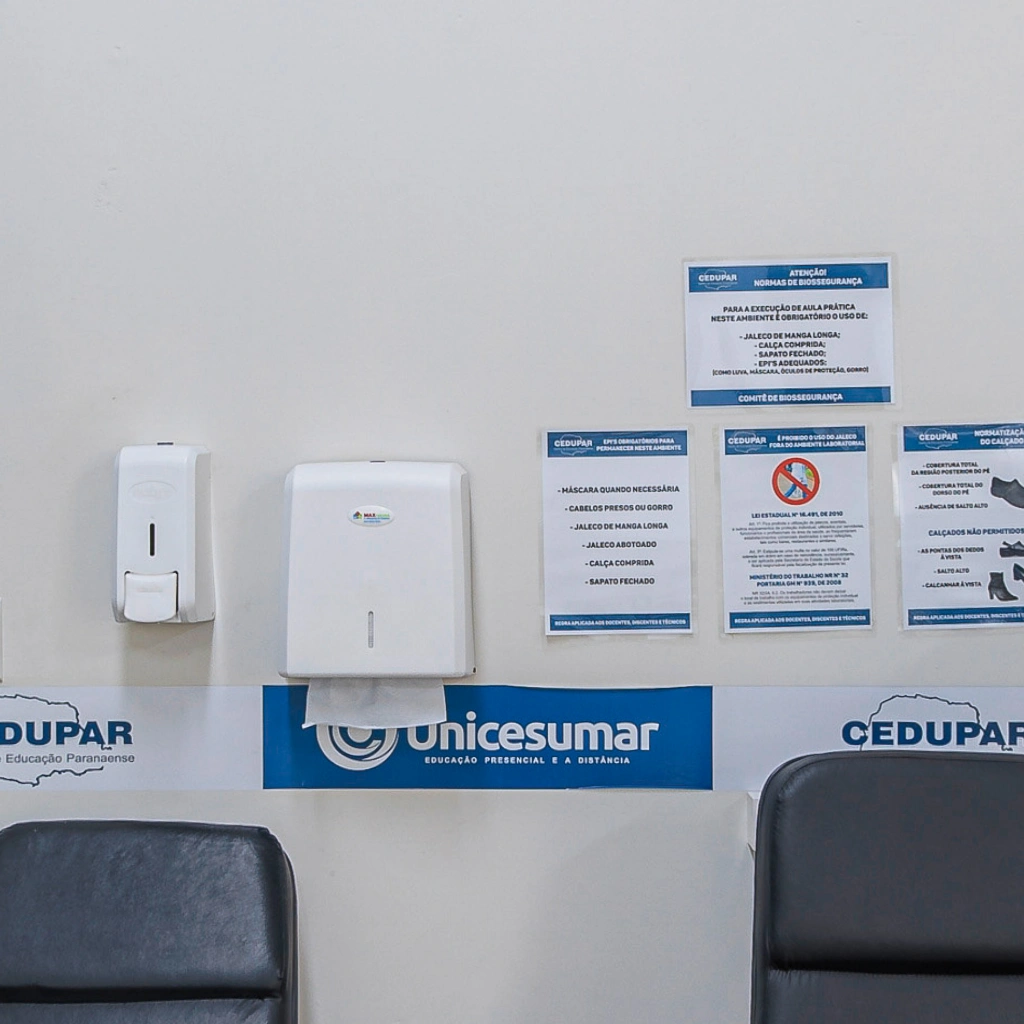 CEDUPAR
ATENÇÃO!
NORMAS DE BIOSSEGURANÇA
PARA A EXECUÇÃO DE AULA PRÁTICA
NESTE AMBIENTE É OBRIGATÓRIO O USO DE:
- JALECO DE MANGA LONGA;
- CALÇA COMPRIDA;
- SAPATO FECHADO;
- EPI'S ADEQUADOS:
(COMO LUVA, MÁSCARA, ÓCULOS DE PROTEÇÃO, GORRO)
COMITÊ DE BIOSSEGURANÇA
CEDUPAR
EPI'S OBRIGATÓRIOS PARA
PERMANECER NESTE AMBIENTE
- MÁSCARA QUANDO NECESSÁRIA
- CABELOS PRESOS OU GORRO
- JALECO DE MANGA LONGA
- JALECO ABOTOADO
- CALÇA COMPRIDA
- SAPATO FECHADO
REGRA APLICADA AOS DOCENTES, DISCENTES E TÉCNICOS
CEDUPAR
É PROIBIDO O USO DO JALECO
FORA DO AMBIENTE LABORATORIAL
LEI ESTADUAL Nº 16.491, DE 2010
MINISTÉRIO DO TRABALHO NR Nº 32
PORTARIA GM Nº 939, DE 2008
REGRA APLICADA AOS DOCENTES, DISCENTES E TÉCNICOS
CEDUPAR
NORMATIZAÇÃ
DO CALÇADO
- COBERTURA TOTAL
DA REGIÃO POSTERIOR DO PÉ
- COBERTURA TOTAL DO
DORSO DO PÉ
- AUSÊNCIA DE SALTO ALTO
CALÇADOS NÃO PERMITIDOS
- AS PONTAS DOS DEDOS
À VISTA
- SALTO ALTO
- CALCANHAR À VISTA
REGRA APLICADA AOS DOCENTES, DISCENTES E TÉCNICOS
DUPAR
e Educação Paranaense
Unicesumar
EDUCAÇÃO PRESENCIAL E A DISTÂNCIA
CEDUPAR